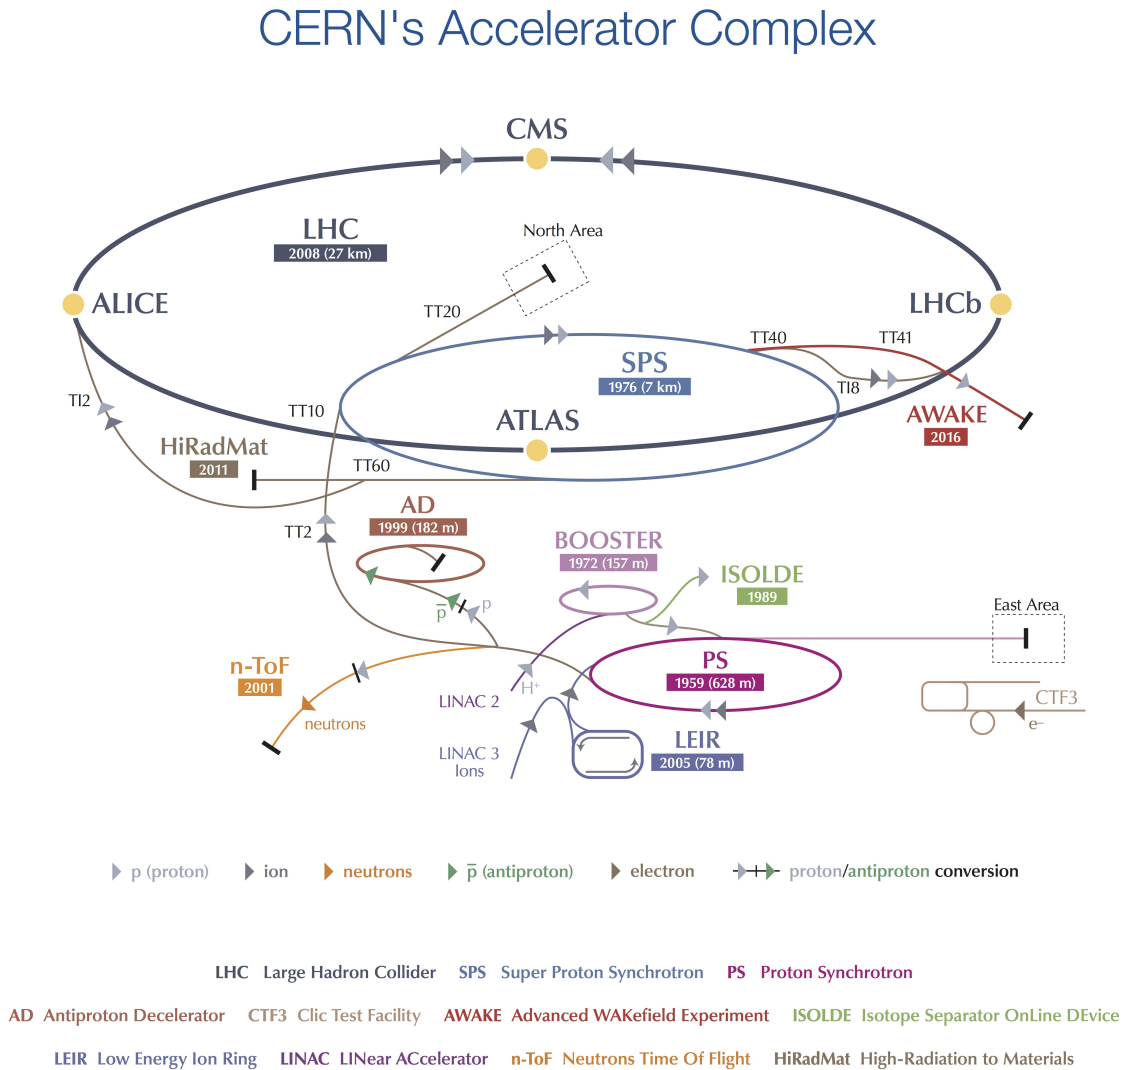 CERN's Accelerator Complex
CMS
LHC
2008 (27 km)
North Area
ALICE
LHCb
TT20
TT40
TT41
SPS
1976 (7 km)
TI8
TI2
TT10
ATLAS
AWAKE
2016
HiRadMat
2011
TT60
AD
1999 (182 m)
TT2
BOOSTER
1972 (157 m)
ISOLDE
1989
p̅
p
East Area
n-ToF
2001
PS
1959 (628 m)
H⁺
LINAC 2
CTF3
e⁻
neutrons
LEIR
2005 (78 m)
LINAC 3
Ions
p (proton)
ion
neutrons
p̅ (antiproton)
electron
proton/antiproton conversion
LHC Large Hadron Collider SPS Super Proton Synchrotron PS Proton Synchrotron
AD Antiproton Decelerator CTF3 Clic Test Facility AWAKE Advanced WAKefield Experiment ISOLDE Isotope Separator OnLine DEvice
LEIR Low Energy Ion Ring LINAC LINear ACcelerator n-ToF Neutrons Time Of Flight HiRadMat High-Radiation to Materials